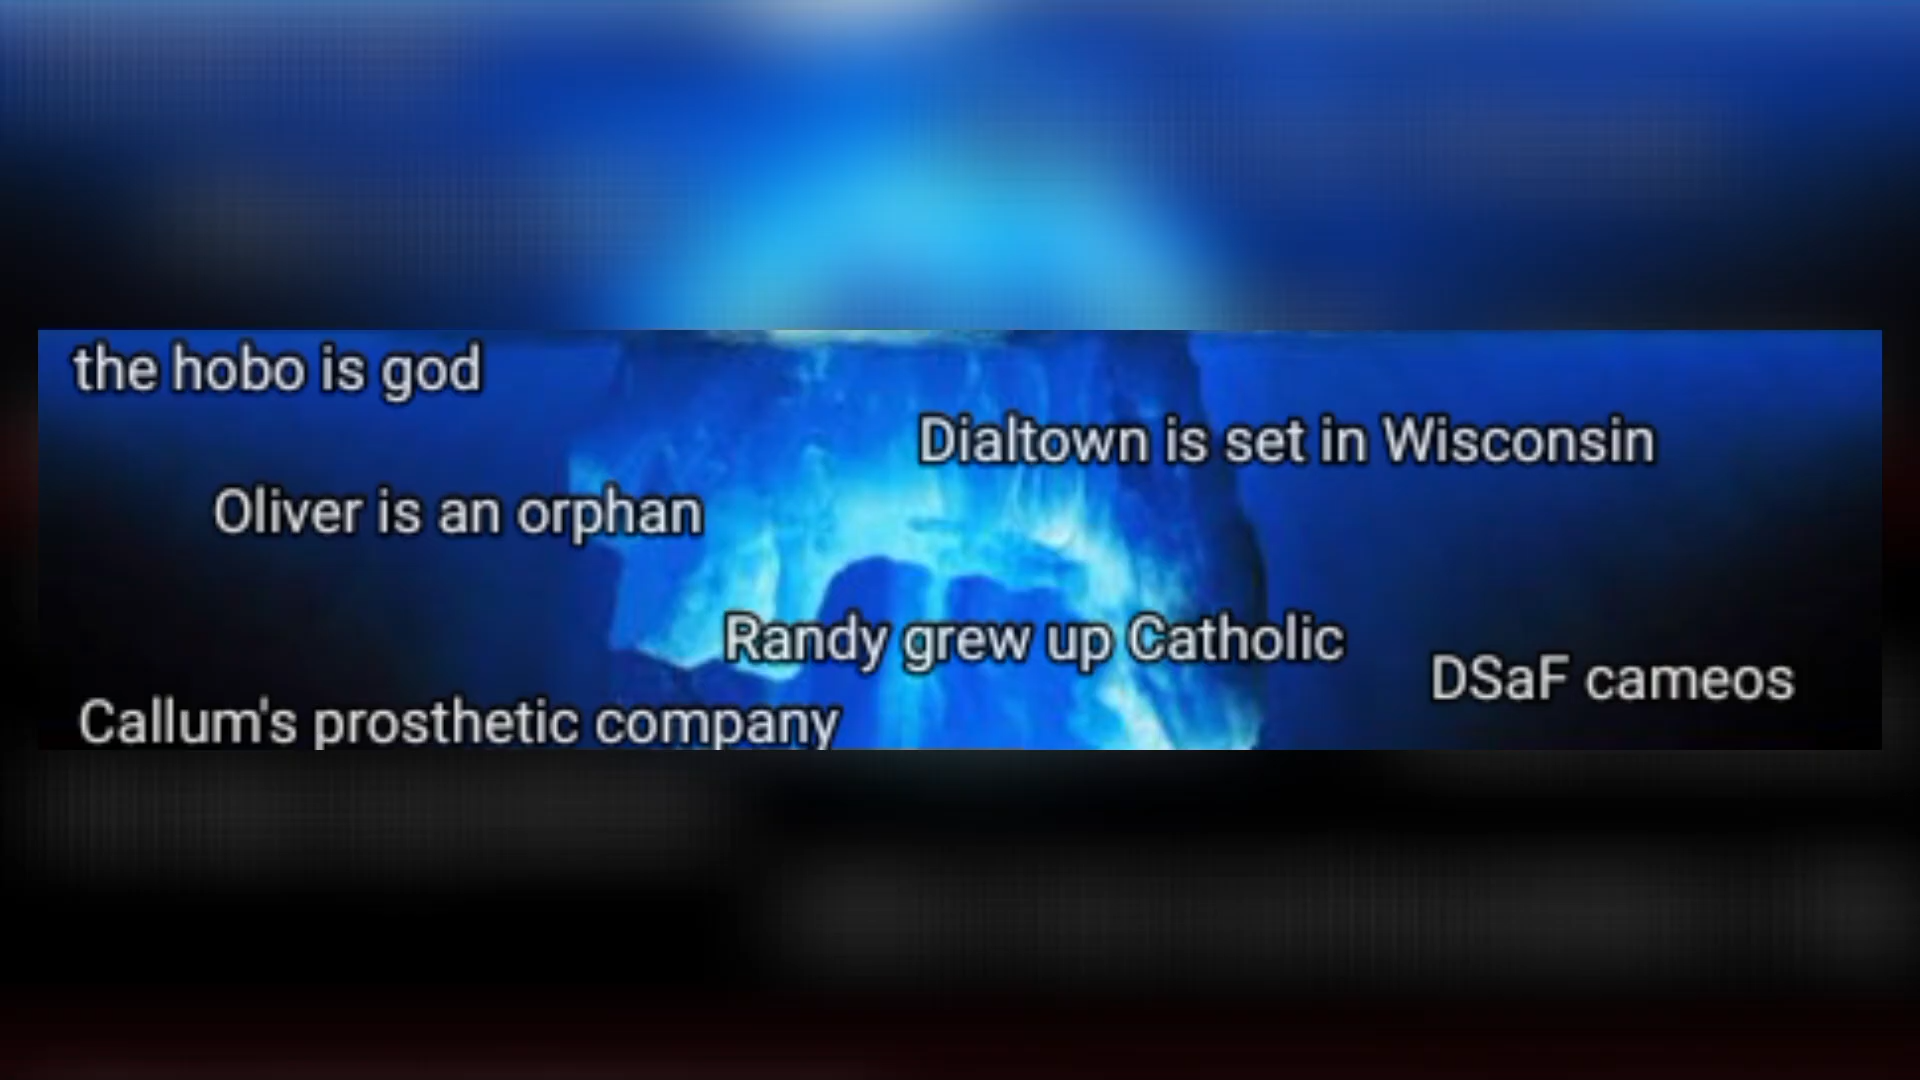 the hobo is god
Dialtown is set in Wisconsin
Oliver is an orphan
Randy grew up Catholic
DSaF cameos
Callum's prosthetic company